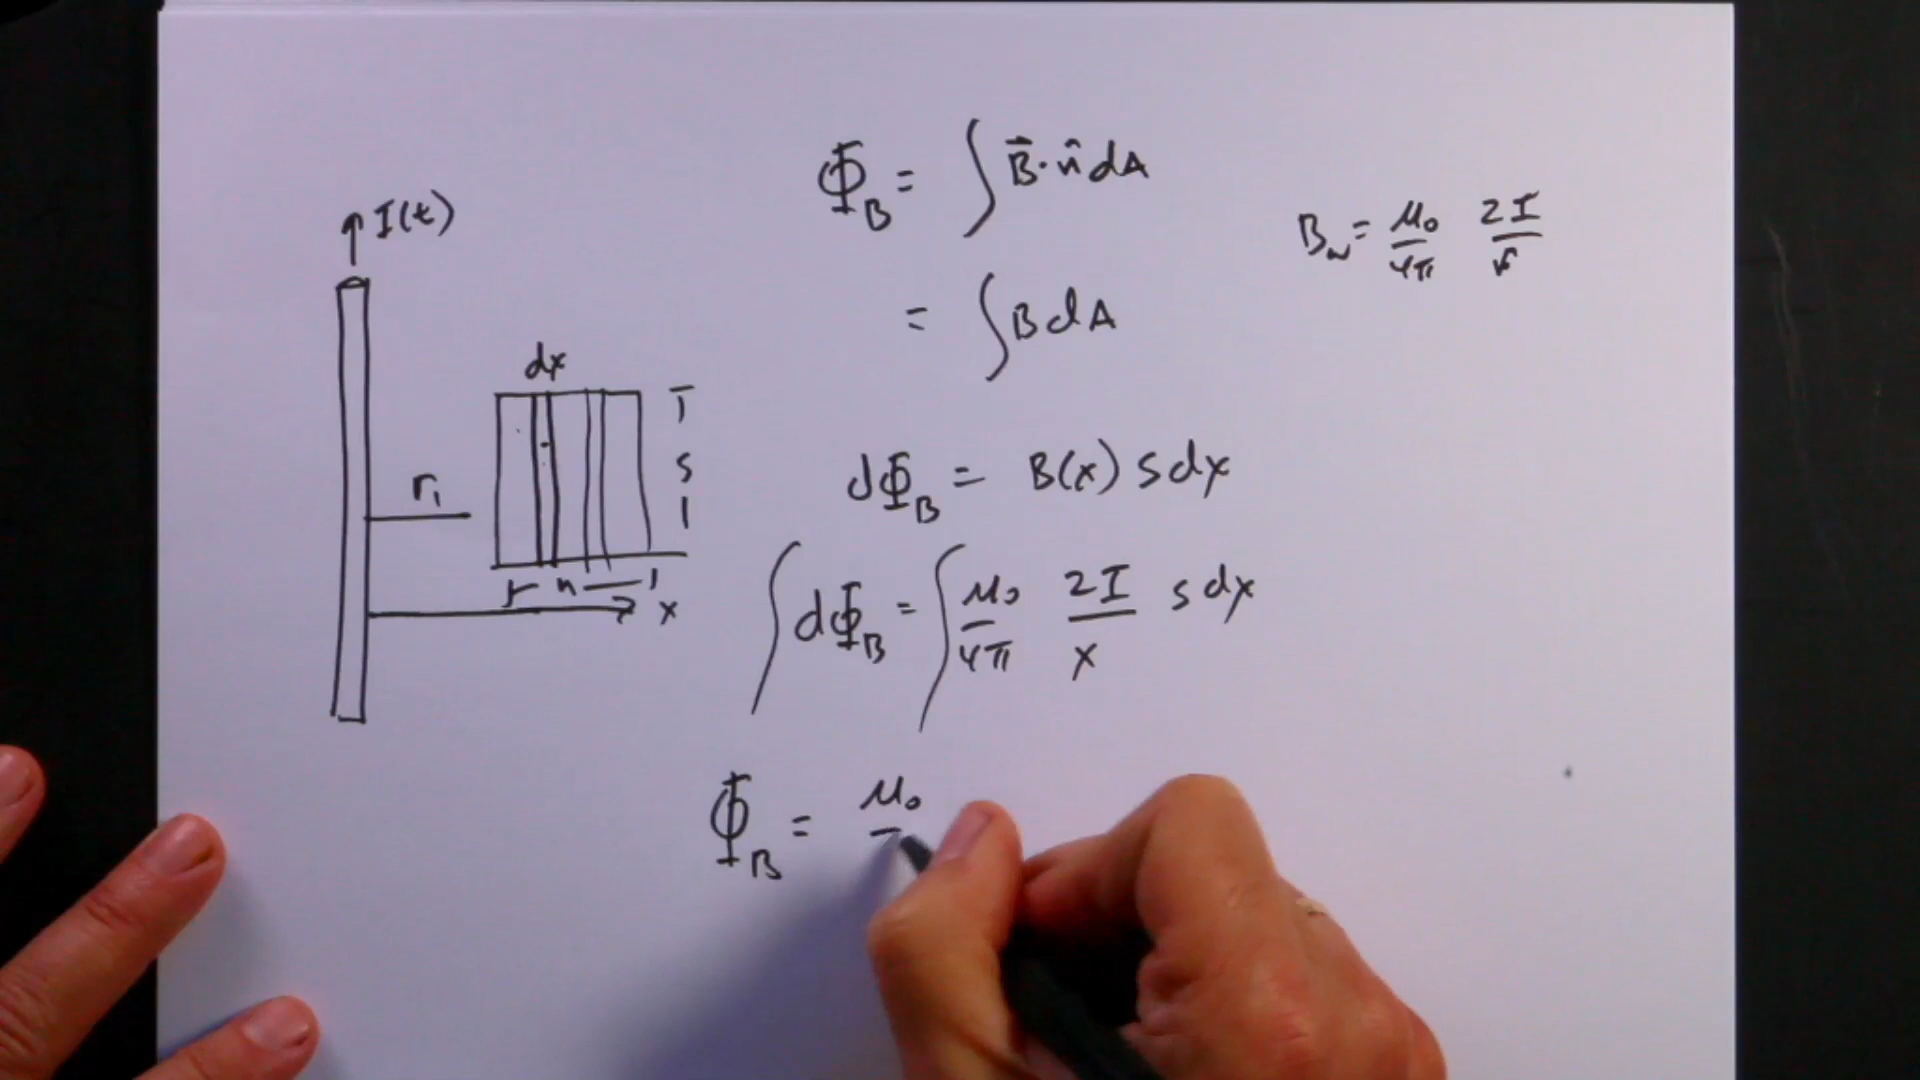 Φ_B = ∫ B⃗ · n̂ dA
B_w = μ₀/4π 2I/r
I(t)
= ∫ B dA
dx
r₁
s
dΦ_B = B(x) s dx
∫ dΦ_B = ∫ μ₀/4π 2I/x s dx
x
Φ_B = μ₀